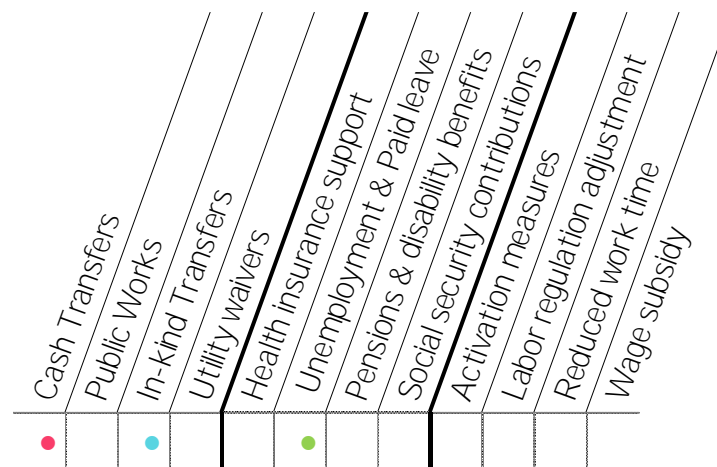 Cash Transfers
Public Works
In-Kind Transfers
Utility waivers
Health insurance support
Unemployment & Paid leave
Pensions & disability benefits
Social security contributions
Activation measures
Labor regulation adjustment
Reduced work time
Wage subsidy